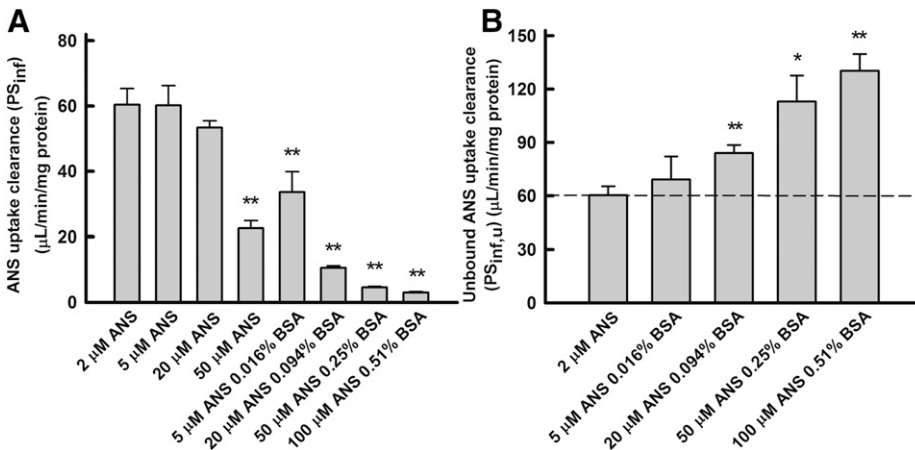 A
ANS uptake clearance (PSinf)
(μL/min/mg protein)
80
60
40
20
0
**
**
**
**
**
2 μM ANS
5 μM ANS
20 μM ANS
50 μM ANS
5 μM ANS 0.016% BSA
20 μM ANS 0.094% BSA
50 μM ANS 0.25% BSA
100 μM ANS 0.51% BSA
B
Unbound ANS uptake clearance
(PSinf,u) (μL/min/mg protein)
150
120
90
60
30
0
**
*
**
2 μM ANS
5 μM ANS 0.016% BSA
20 μM ANS 0.094% BSA
50 μM ANS 0.25% BSA
100 μM ANS 0.51% BSA